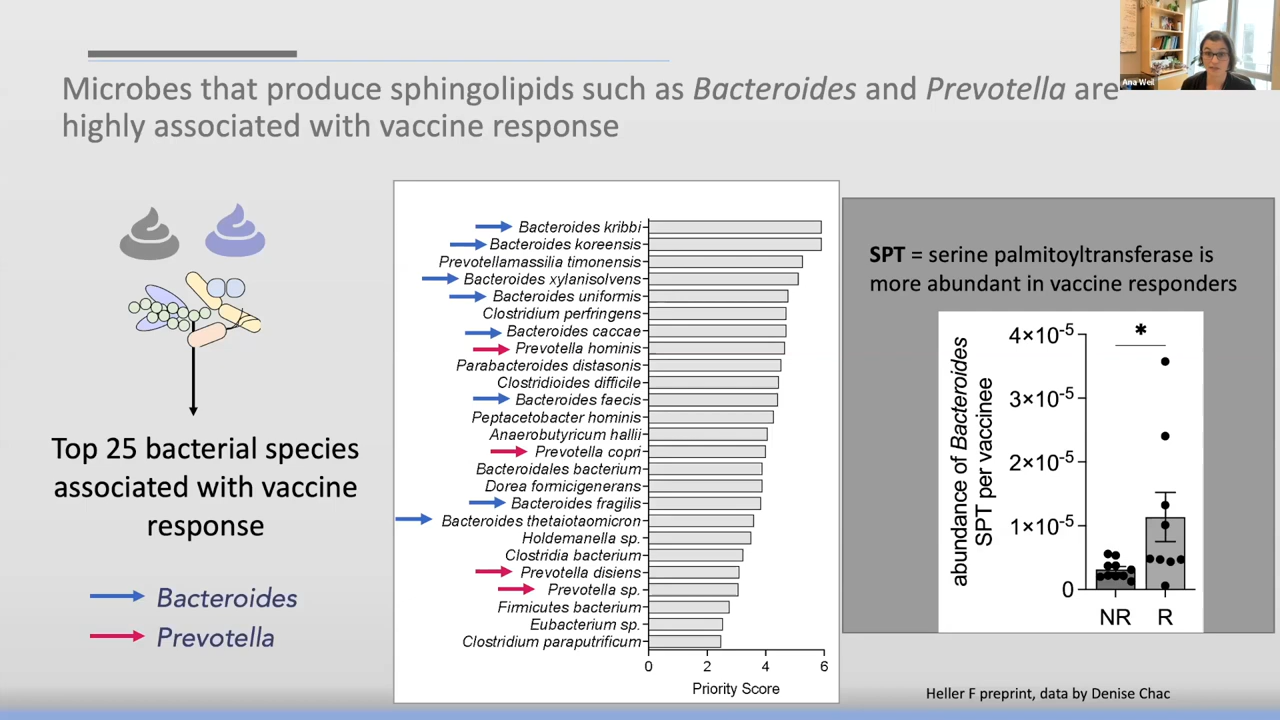 Microbes that produce sphingolipids such as Bacteroides and Prevotella are
highly associated with vaccine response
Ana Weil
Top 25 bacterial species
associated with vaccine
response
Bacteroides
Prevotella
Bacteroides kribbi
Bacteroides koreensis
Prevotellamassilia timonensis
Bacteroides xylanisolvens
Bacteroides uniformis
Clostridium perfringens
Bacteroides caccae
Prevotella hominis
Parabacteroides distasonis
Clostridioides difficile
Bacteroides faecis
Peptacetobacter hominis
Anaerobutyricum hallii
Prevotella copri
Bacteroidales bacterium
Dorea formicigenerans
Bacteroides fragilis
Bacteroides thetaiotaomicron
Holdemanella sp.
Clostridia bacterium
Prevotella disiens
Prevotella sp.
Firmicutes bacterium
Eubacterium sp.
Clostridium paraputrificum
0 2 4 6
Priority Score
SPT = serine palmitoyltransferase is
more abundant in vaccine responders
abundance of Bacteroides
SPT per vaccinee
4×10⁻⁵
3×10⁻⁵
2×10⁻⁵
1×10⁻⁵
0
*
NR R
Heller F preprint, data by Denise Chac